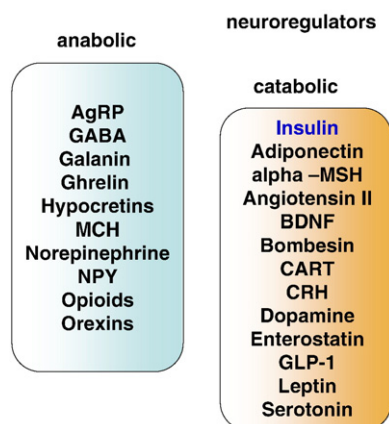 neuroregulators
anabolic
AgRP
GABA
Galanin
Ghrelin
Hypocretins
MCH
Norepinephrine
NPY
Opioids
Orexins
catabolic
Insulin
Adiponectin
alpha –MSH
Angiotensin II
BDNF
Bombesin
CART
CRH
Dopamine
Enterostatin
GLP-1
Leptin
Serotonin